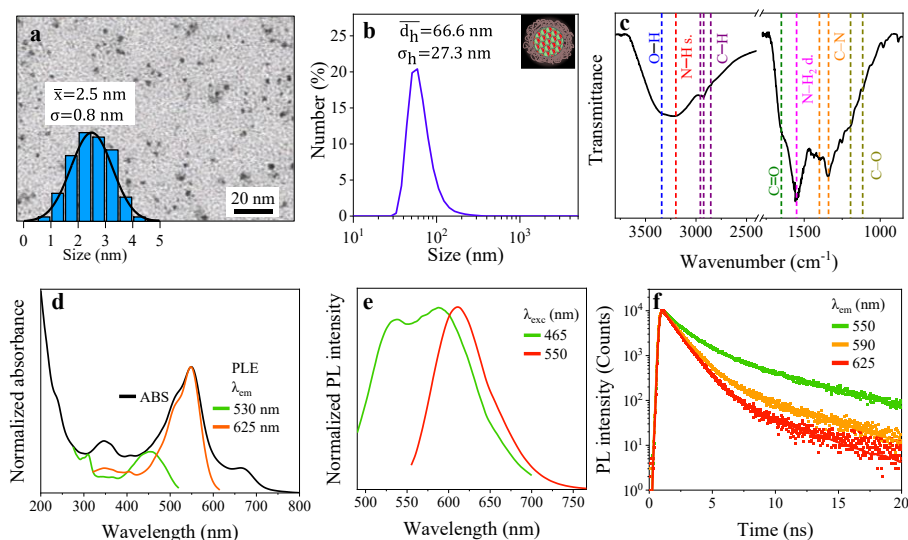 a
x̄=2.5 nm
σ=0.8 nm
20 nm
0 1 2 3 4 5
Size (nm)
b
d̄h=66.6 nm
σh=27.3 nm
Number (%)
25
20
15
10
5
0
10¹ 10² 10³
Size (nm)
c
Transmittance
O−H
N−H s.
C−H
C=O
N−H₂ d.
C−N
C−O
3500 3000 2500 1500 1000
Wavenumber (cm⁻¹)
d
Normalized absorbance
ABS
PLE
λem
530 nm
625 nm
200 300 400 500 600 700 800
Wavelength (nm)
e
Normalized PL intensity
λexc (nm)
465
550
500 550 600 650 700 750
Wavelength (nm)
f
PL intensity (Counts)
λem (nm)
550
590
625
10⁴
10³
10²
10¹
10⁰
0 5 10 15 20
Time (ns)